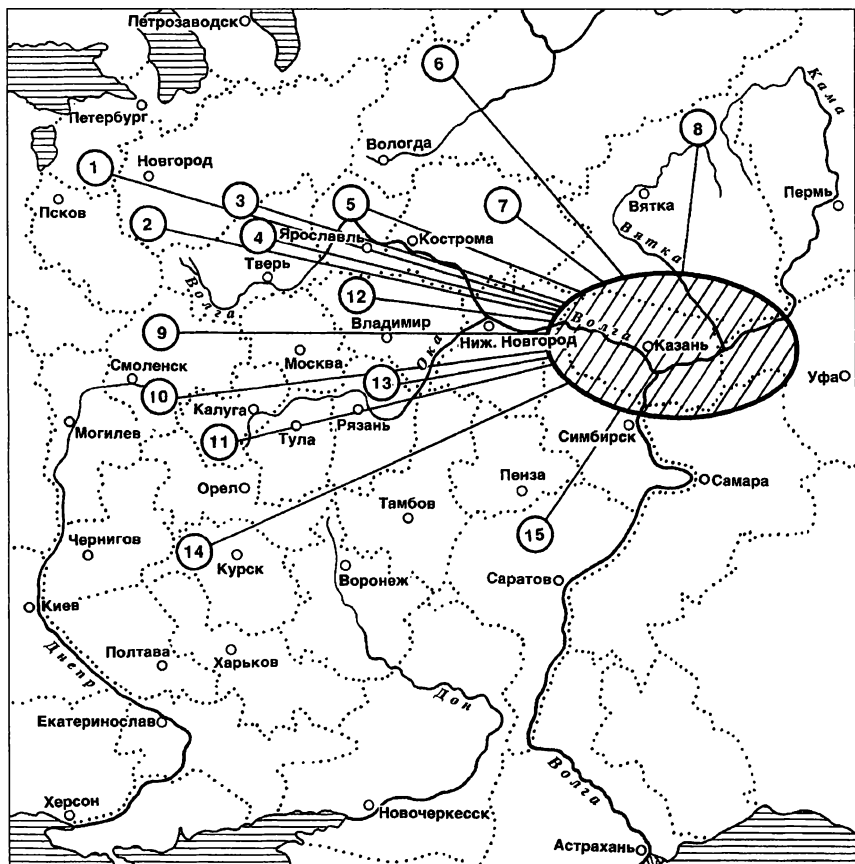 Петрозаводск
6
Кама
Петербург
8
Вологда
1
Новгород
3
5
Вятка
Пермь
Псков
7
2
4
Ярославль
Кострома
Вятка
Тверь
Волга
12
9
Владимир
Ниж. Новгород
Волга
Казань
Москва
Ока
Смоленск
13
Уфа
10
Калуга
Рязань
Могилев
11
Тула
Симбирск
Орел
Пенза
Самара
Тамбов
15
Чернигов
14
Курск
Воронеж
Саратов
Киев
Днепр
Полтава
Харьков
Дон
Екатеринослав
Волга
Херсон
Новочеркесск
Астрахань